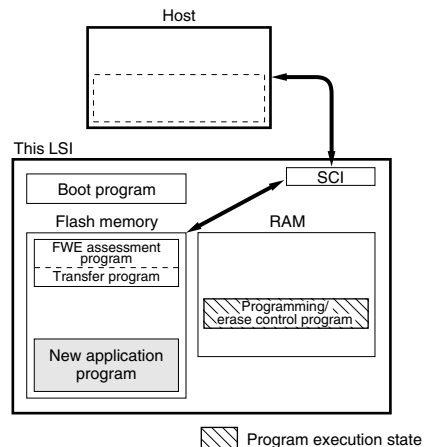 Host
This LSI
Boot program
SCI
Flash memory
RAM
FWE assessment
program
Transfer program
Programming/
erase control program
New application
program
Program execution state